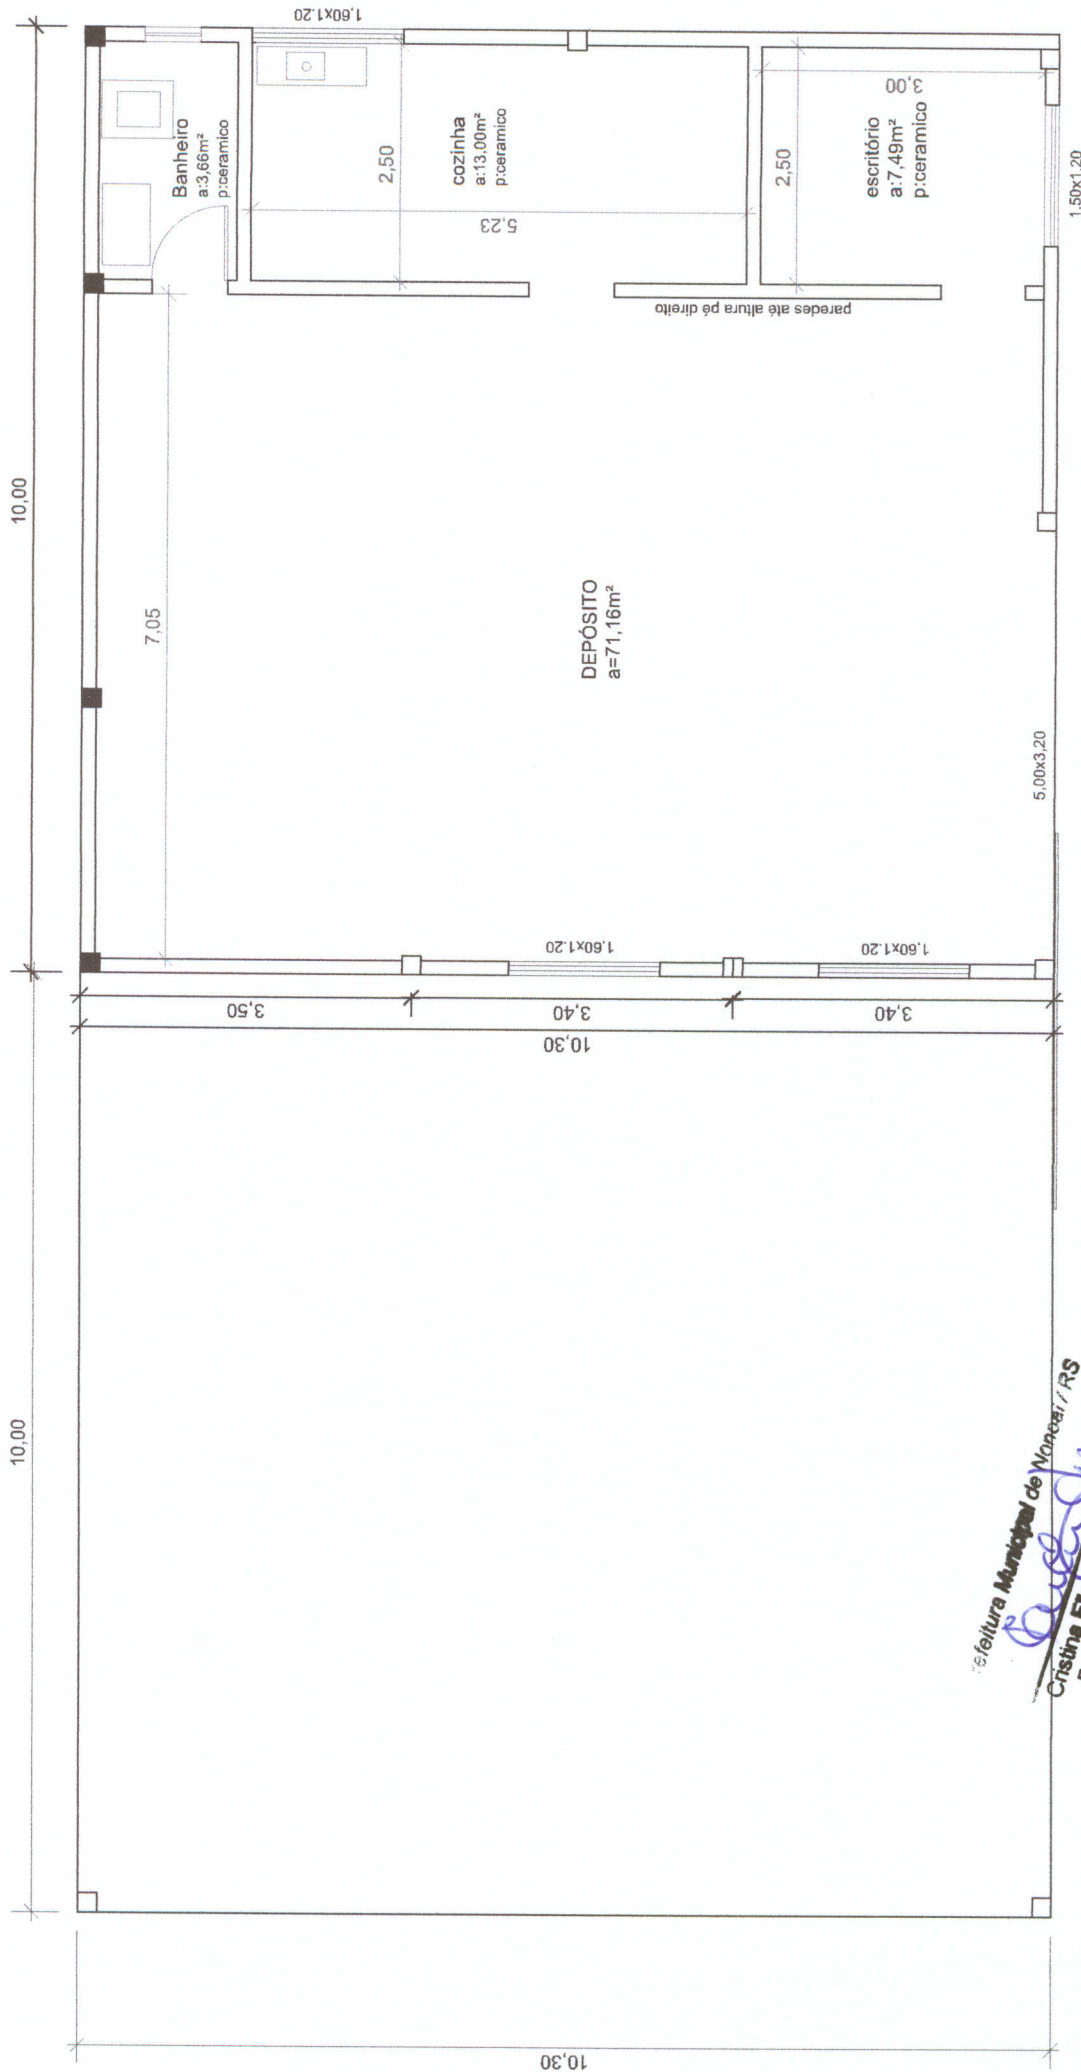 10,00
10,00
1,60x1.20
Banheiro
a:3,66m²
p:ceramico
2,50
cozinha
a:13,00m²
p:ceramico
5,23
2,50
3,00
escritório
a:7,49m²
p:ceramico
1,50x1,20
paredes até altura pé direito
7,05
DEPÓSITO
a=71,16m²
5,00x3,20
1,60x1.20
1,60x1.20
3,50
3,40
3,40
10,30
10,30
efeitura Municipal de Nonoai / RS
Cristina